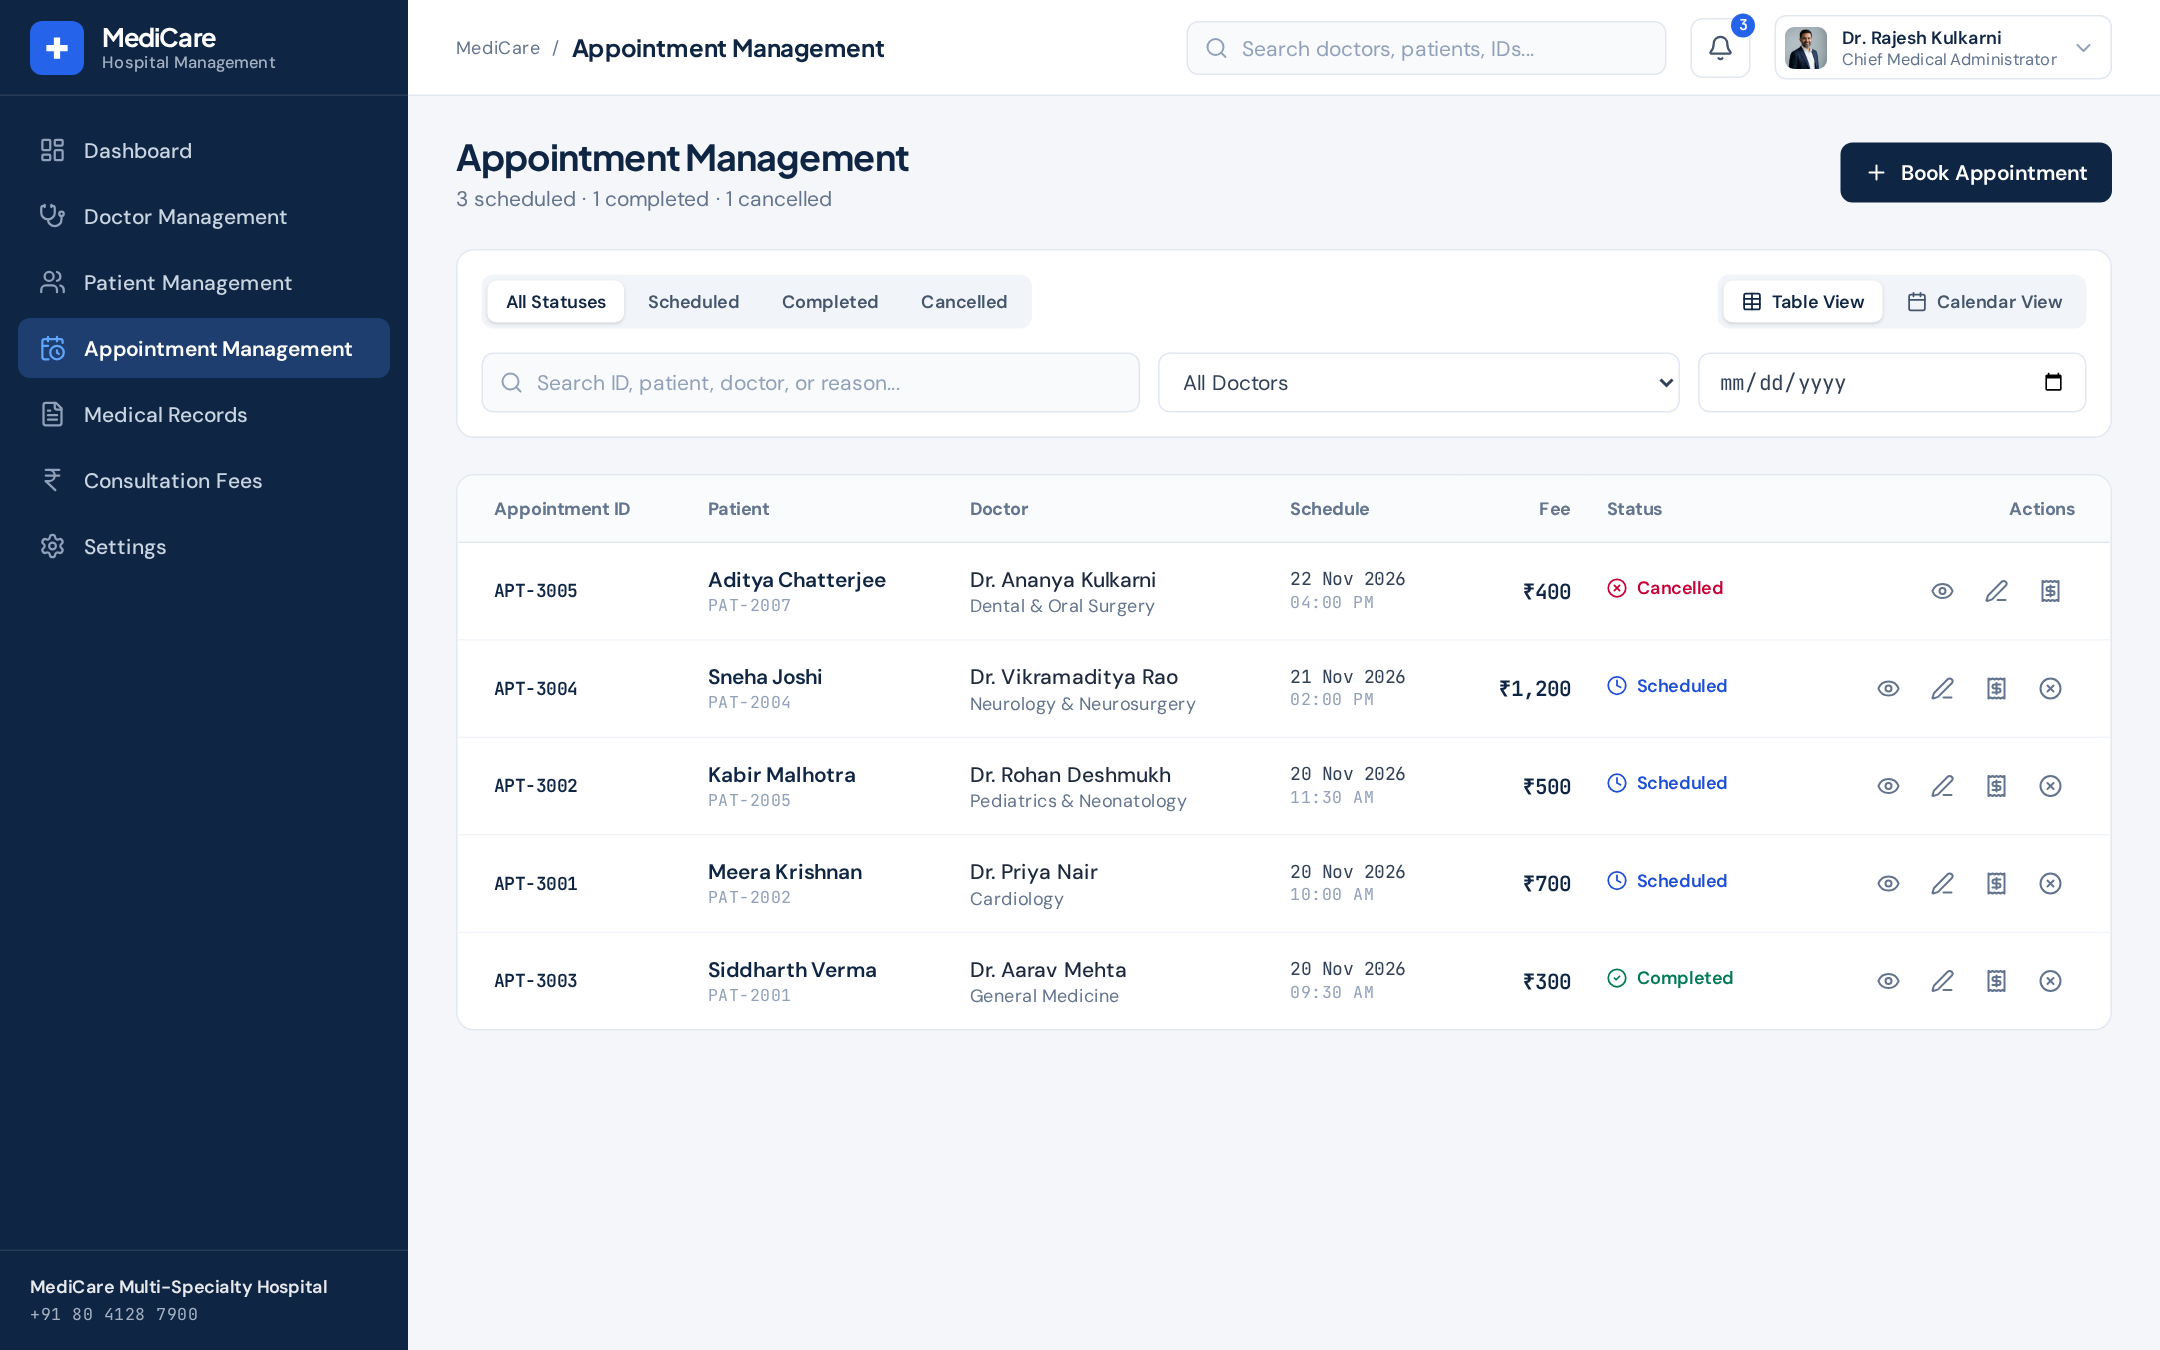 MediCare
Hospital Management
Dashboard
Doctor Management
Patient Management
Appointment Management
Medical Records
Consultation Fees
Settings
MediCare Multi-Specialty Hospital
+91 80 4128 7900
MediCare / Appointment Management
Search doctors, patients, IDs...
3
Dr. Rajesh Kulkarni
Chief Medical Administrator
Appointment Management
3 scheduled · 1 completed · 1 cancelled
Book Appointment
All Statuses Scheduled Completed Cancelled
Table View Calendar View
Search ID, patient, doctor, or reason...
All Doctors
mm/dd/yyyy
Appointment ID Patient Doctor Schedule Fee Status Actions
APT-3005 Aditya Chatterjee Dr. Ananya Kulkarni 22 Nov 2026 ₹400 Cancelled
PAT-2007 Dental & Oral Surgery 04:00 PM
APT-3004 Sneha Joshi Dr. Vikramaditya Rao 21 Nov 2026 ₹1,200 Scheduled
PAT-2004 Neurology & Neurosurgery 02:00 PM
APT-3002 Kabir Malhotra Dr. Rohan Deshmukh 20 Nov 2026 ₹500 Scheduled
PAT-2005 Pediatrics & Neonatology 11:30 AM
APT-3001 Meera Krishnan Dr. Priya Nair 20 Nov 2026 ₹700 Scheduled
PAT-2002 Cardiology 10:00 AM
APT-3003 Siddharth Verma Dr. Aarav Mehta 20 Nov 2026 ₹300 Completed
PAT-2001 General Medicine 09:30 AM